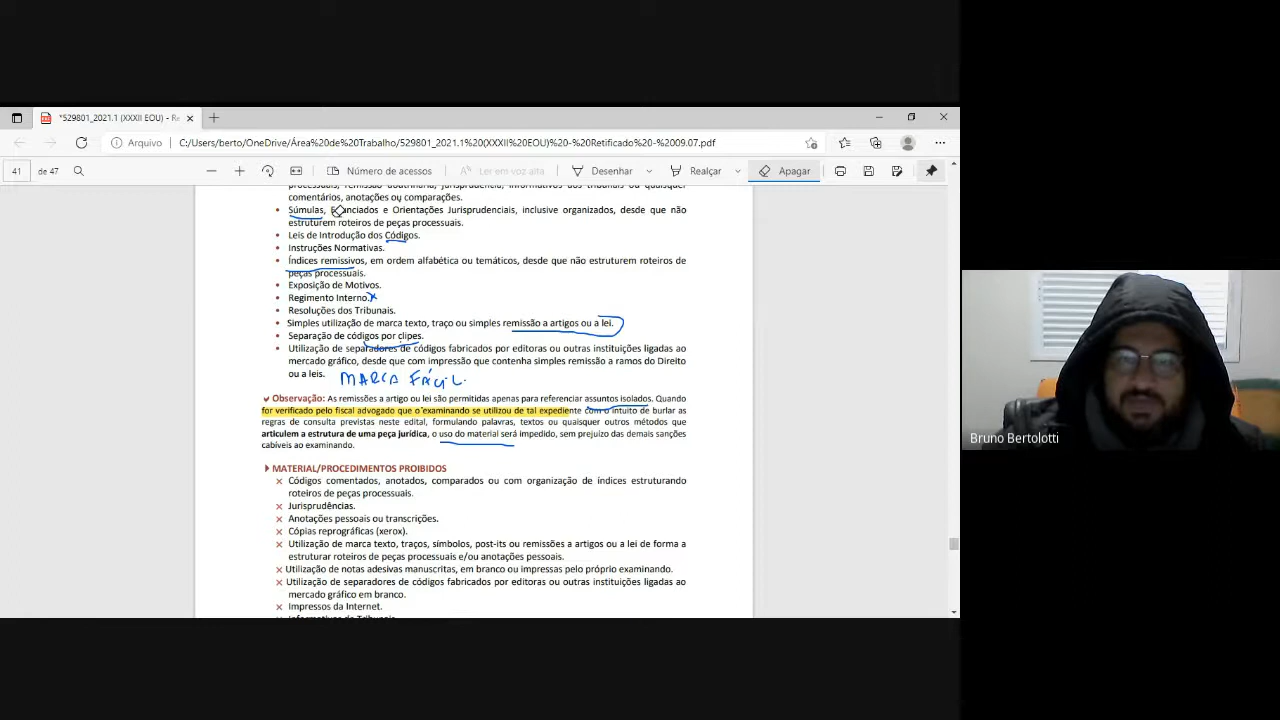 *529801_2021.1 (XXXII EOU) - Re
Arquivo C:/Users/berto/OneDrive/Área%20de%20Trabalho/529801_2021.1%20(XXXII%20EOU)%20-%20Retificado%20-%2009.07.pdf
41 de 47 Número de acessos Ler em voz alta Desenhar Realçar Apagar
processuais, remissão doutrinária, jurisprudência, informativos dos tribunais ou quaisquer
comentários, anotações ou comparações.
• Súmulas, Enunciados e Orientações Jurisprudenciais, inclusive organizados, desde que não
estruturem roteiros de peças processuais.
• Leis de Introdução dos Códigos.
• Instruções Normativas.
• Índices remissivos, em ordem alfabética ou temáticos, desde que não estruturem roteiros de
peças processuais.
• Exposição de Motivos.
• Regimento Interno.
• Resoluções dos Tribunais.
• Simples utilização de marca texto, traço ou simples remissão a artigos ou a lei.
• Separação de códigos por clipes.
• Utilização de separadores de códigos fabricados por editoras ou outras instituições ligadas ao
mercado gráfico, desde que com impressão que contenha simples remissão a ramos do Direito
ou a leis. MARCA FÁCIL.
Observação: As remissões a artigo ou lei são permitidas apenas para referenciar assuntos isolados. Quando
for verificado pelo fiscal advogado que o examinando se utilizou de tal expediente com o intuito de burlar as
regras de consulta previstas neste edital, formulando palavras, textos ou quaisquer outros métodos que
articulem a estrutura de uma peça jurídica, o uso do material será impedido, sem prejuízo das demais sanções
cabíveis ao examinando.
MATERIAL/PROCEDIMENTOS PROIBIDOS
Códigos comentados, anotados, comparados ou com organização de índices estruturando
roteiros de peças processuais.
Jurisprudências.
Anotações pessoais ou transcrições.
Cópias reprográficas (xerox).
Utilização de marca texto, traços, símbolos, post-its ou remissões a artigos ou a lei de forma a
estruturar roteiros de peças processuais e/ou anotações pessoais.
Utilização de notas adesivas manuscritas, em branco ou impressas pelo próprio examinando.
Utilização de separadores de códigos fabricados por editoras ou outras instituições ligadas ao
mercado gráfico em branco.
Impressos da Internet.
Informativos de Tribunais.
Bruno Bertolotti